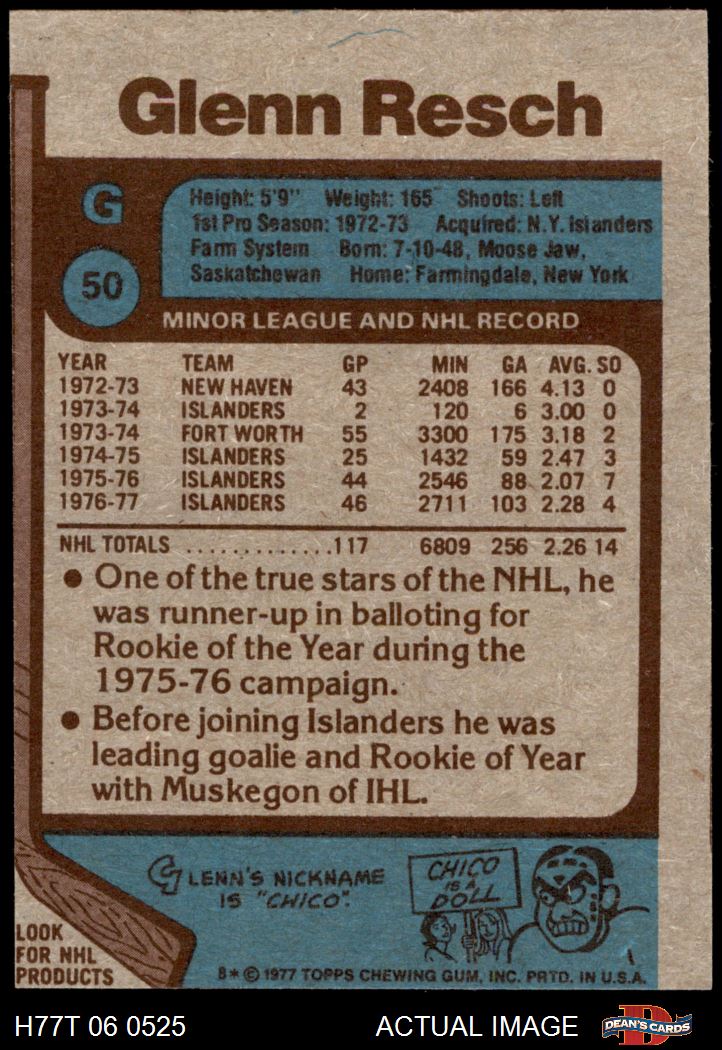 Glenn Resch
G
50
Height: 5'9" Weight: 165 Shoots: Left
1st Pro Season: 1972-73 Acquired: N.Y. Islanders
Farm System Born: 7-10-48, Moose Jaw,
Saskatchewan Home: Farmingdale, New York
MINOR LEAGUE AND NHL RECORD
YEAR TEAM GP MIN GA AVG. SO
1972-73 NEW HAVEN 43 2408 166 4.13 0
1973-74 ISLANDERS 2 120 6 3.00 0
1973-74 FORT WORTH 55 3300 175 3.18 2
1974-75 ISLANDERS 25 1432 59 2.47 3
1975-76 ISLANDERS 44 2546 88 2.07 7
1976-77 ISLANDERS 46 2711 103 2.28 4
NHL TOTALS ..............117 6809 256 2.26 14
● One of the true stars of the NHL, he
was runner-up in balloting for
Rookie of the Year during the
1975-76 campaign.
● Before joining Islanders he was
leading goalie and Rookie of Year
with Muskegon of IHL.
GLENN'S NICKNAME
IS "CHICO".
CHICO
IS A
DOLL
LOOK
FOR NHL
PRODUCTS
8*© 1977 TOPPS CHEWING GUM, INC. PRTD. IN U.S.A.
H77T 06 0525 ACTUAL IMAGE
DEAN'S CARDS